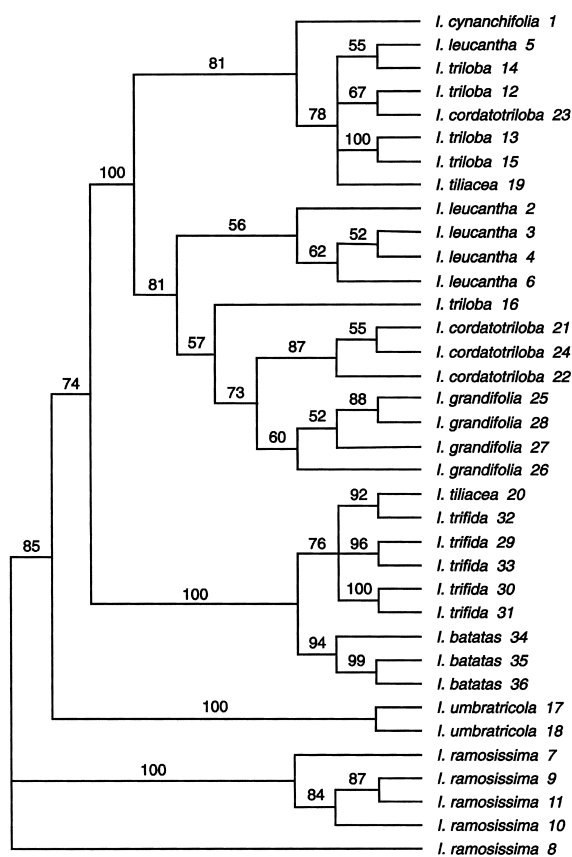 I. cynanchifolia 1
81
55 I. leucantha 5
I. triloba 14
67 I. triloba 12
78 I. cordatotriloba 23
100 I. triloba 13
I. triloba 15
100 I. tiliacea 19
I. leucantha 2
56 52 I. leucantha 3
62 I. leucantha 4
81 I. leucantha 6
I. triloba 16
57 87 55 I. cordatotriloba 21
I. cordatotriloba 24
I. cordatotriloba 22
74 73 88 I. grandifolia 25
52 I. grandifolia 28
60 I. grandifolia 27
I. grandifolia 26
92 I. tiliacea 20
I. trifida 32
85 76 96 I. trifida 29
I. trifida 33
100 100 I. trifida 30
I. trifida 31
94 I. batatas 34
99 I. batatas 35
I. batatas 36
100 I. umbratricola 17
I. umbratricola 18
I. ramosissima 7
100 87 I. ramosissima 9
84 I. ramosissima 11
I. ramosissima 10
I. ramosissima 8